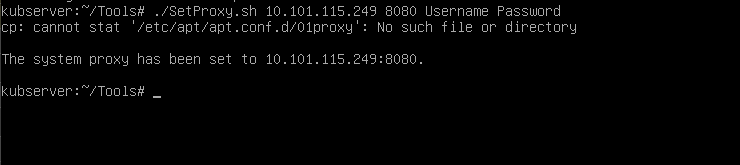 kubserver:~/Tools# ./SetProxy.sh 10.101.115.249 8080 Username Password
cp: cannot stat '/etc/apt/apt.conf.d/01proxy': No such file or directory
The system proxy has been set to 10.101.115.249:8080.
kubserver:~/Tools# _